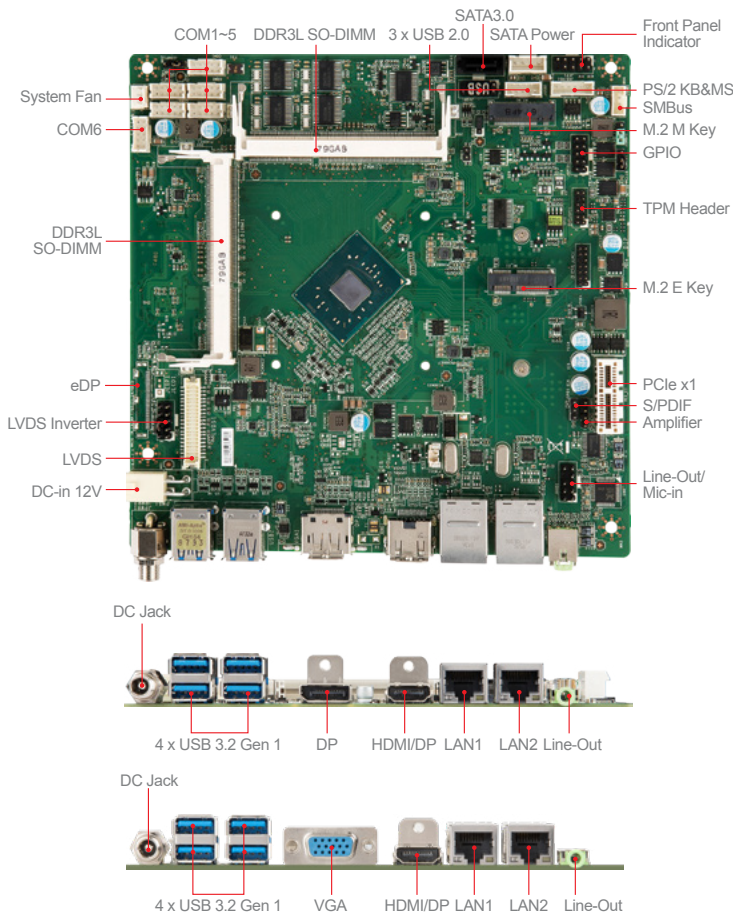 SATA3.0
COM1~5 DDR3L SO-DIMM 3 x USB 2.0 SATA Power Front Panel
Indicator
System Fan
PS/2 KB&MS
SMBus
COM6
M.2 M Key
GPIO
790AB
DDR3L
SO-DIMM
790AB
TPM Header
M.2 E Key
eDP
PCIe x1
S/PDIF
LVDS Inverter
Amplifier
LVDS
Line-Out/
Mic-in
DC-in 12V
DC Jack
4 x USB 3.2 Gen 1 DP HDMI/DP LAN1 LAN2 Line-Out
DC Jack
4 x USB 3.2 Gen 1 VGA HDMI/DP LAN1 LAN2 Line-Out